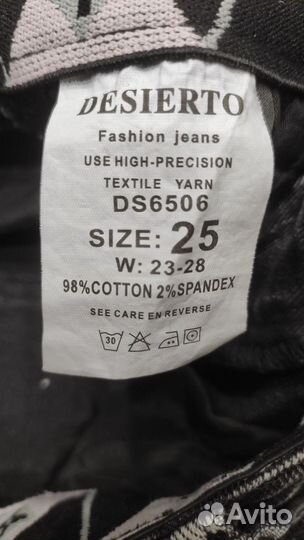 DESIERTO
Fashion jeans
USE HIGH-PRECISION
TEXTILE YARN
DS6506
SIZE: 25
W: 23-28
98%COTTON 2%SPANDEX
SEE CARE EN REVERSE
30
Avito